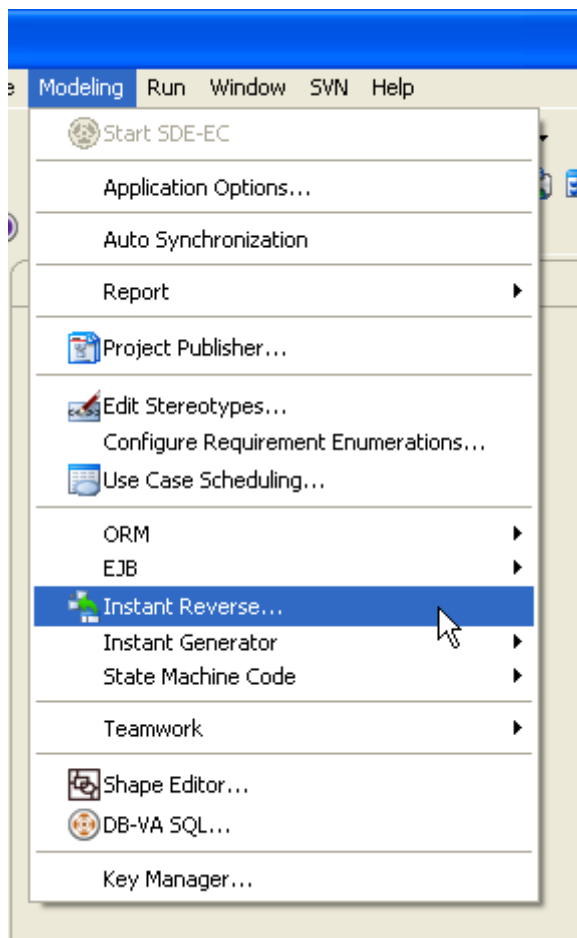 Modeling Run Window SVN Help
Start SDE-EC
Application Options...
Auto Synchronization
Report
Project Publisher...
Edit Stereotypes...
Configure Requirement Enumerations...
Use Case Scheduling...
ORM
EJB
Instant Reverse...
Instant Generator
State Machine Code
Teamwork
Shape Editor...
DB-VA SQL...
Key Manager...